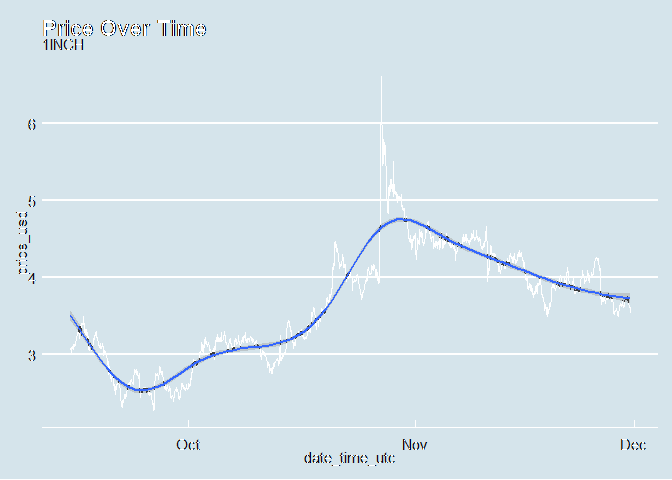 Price Over Time
1INCH
6
5
4
3
price_usd
Oct
Nov
Dec
date_time_utc